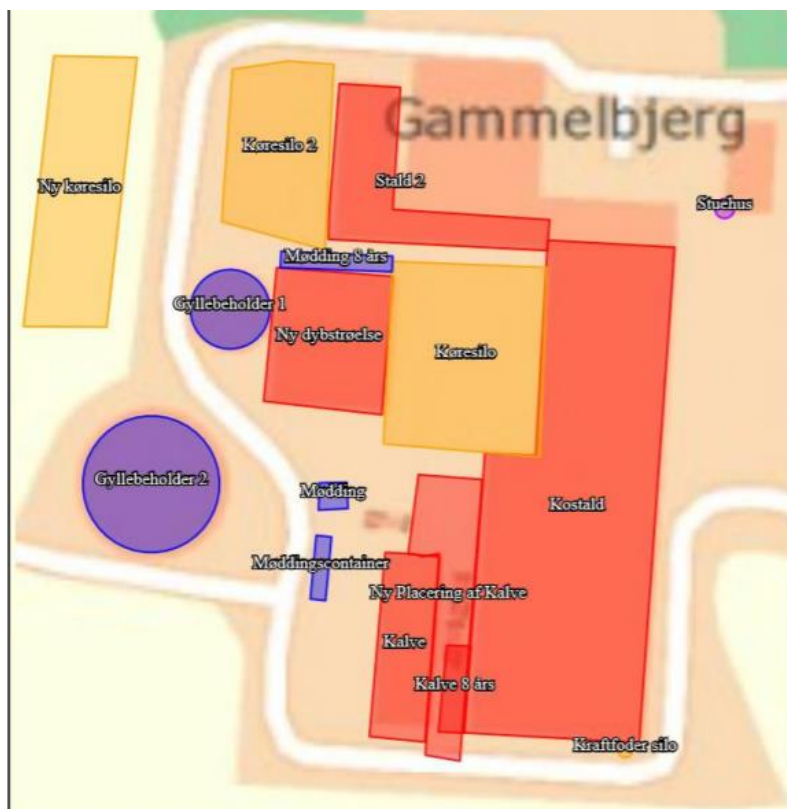 Gammelbjerg
Køresilo 2
Stald 2
Ny køresilo
Stuehus
Mødding 8 års
Gyllebeholder 1
Ny dybstrøelse
Køresilo
Gyllebeholder 2
Mødding
Kostald
Møddingscontainer
Ny Placering af Kalve
Kalve
Kalve 8 års
Kraftfoder silo